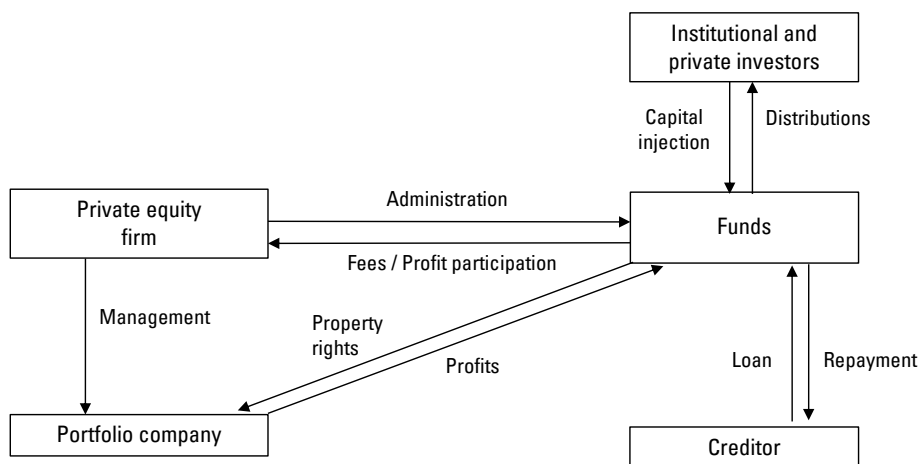 Institutional and
private investors
Capital
injection
Distributions
Private equity
firm
Administration
Funds
Fees / Profit participation
Management
Property
rights
Profits
Loan
Repayment
Portfolio company
Creditor